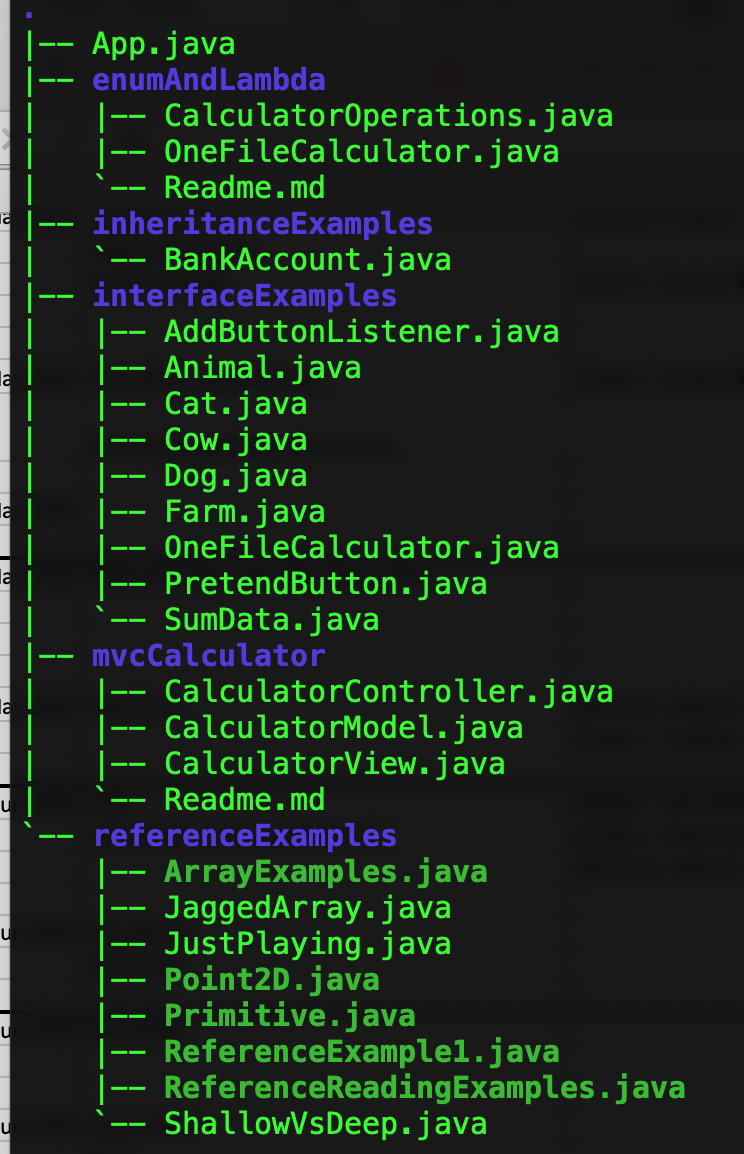 .
|-- App.java
|-- enumAndLambda
|   |-- CalculatorOperations.java
|   |-- OneFileCalculator.java
|   `-- Readme.md
|-- inheritanceExamples
|   `-- BankAccount.java
|-- interfaceExamples
|   |-- AddButtonListener.java
|   |-- Animal.java
|   |-- Cat.java
|   |-- Cow.java
|   |-- Dog.java
|   |-- Farm.java
|   |-- OneFileCalculator.java
|   |-- PretendButton.java
|   `-- SumData.java
|-- mvcCalculator
|   |-- CalculatorController.java
|   |-- CalculatorModel.java
|   |-- CalculatorView.java
|   `-- Readme.md
`-- referenceExamples
    |-- ArrayExamples.java
    |-- JaggedArray.java
    |-- JustPlaying.java
    |-- Point2D.java
    |-- Primitive.java
    |-- ReferenceExample1.java
    |-- ReferenceReadingExamples.java
    `-- ShallowVsDeep.java